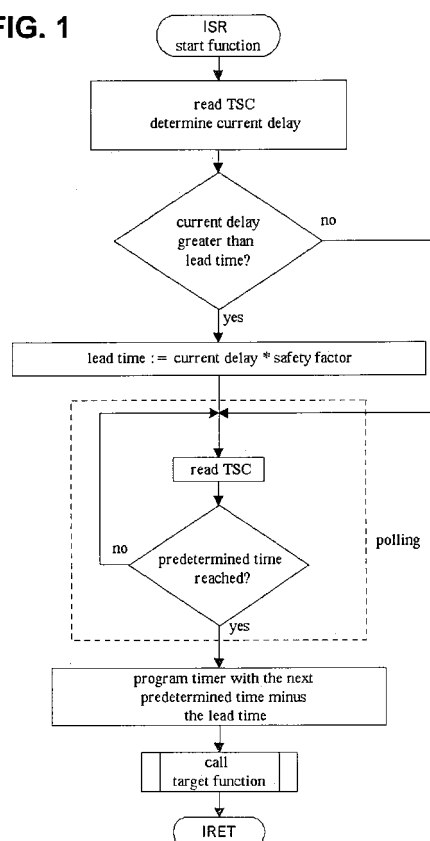 FIG. 1
ISR
start function
read TSC
determine current delay
current delay
greater than
lead time?
no
yes
lead time := current delay * safety factor
read TSC
no
predetermined time
reached?
polling
yes
program timer with the next
predetermined time minus
the lead time
call
target function
IRET